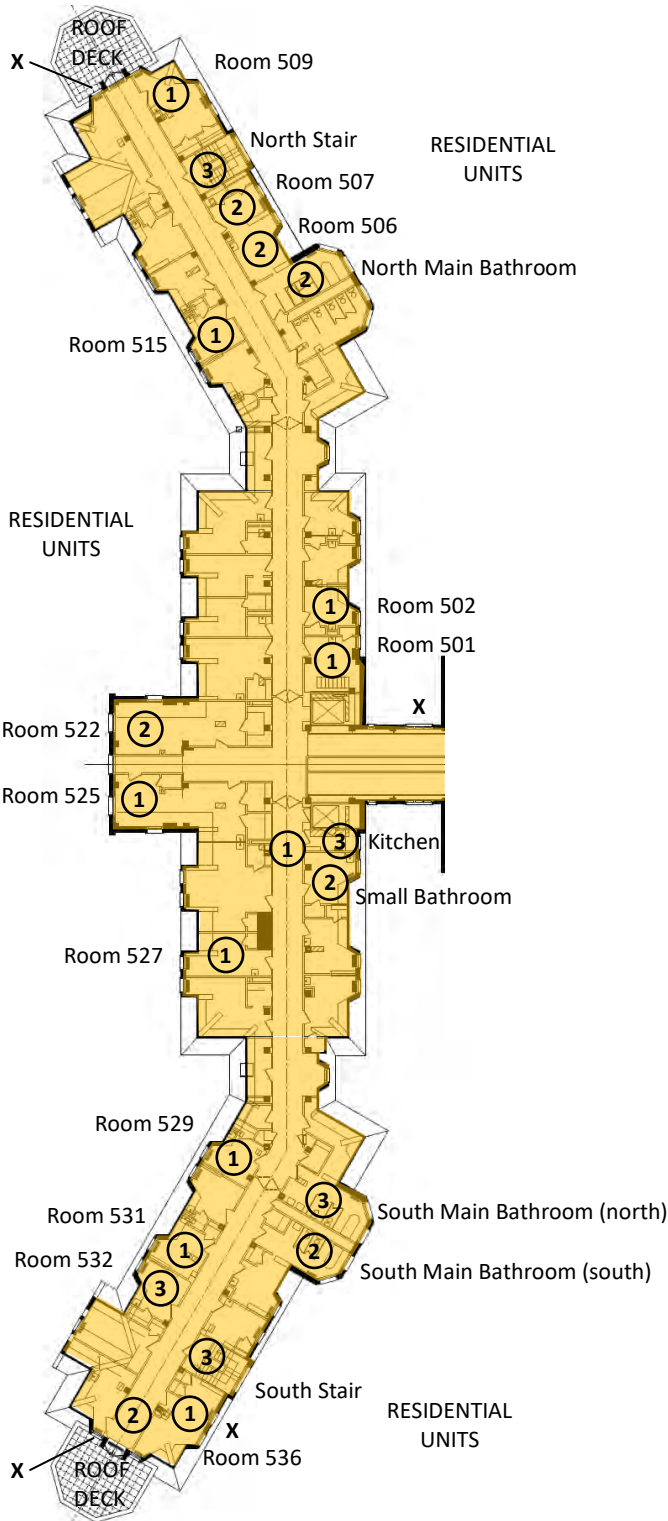 ROOF
DECK
X
Room 509
1
North Stair
RESIDENTIAL
UNITS
3
Room 507
2
Room 506
2
North Main Bathroom
2
Room 515
1
RESIDENTIAL
UNITS
1
Room 502
Room 501
1
X
Room 522
2
Room 525
1
1
3
Kitchen
2
Small Bathroom
Room 527
1
Room 529
1
3
South Main Bathroom (north)
Room 531
1
2
South Main Bathroom (south)
Room 532
3
3
South Stair
RESIDENTIAL
UNITS
2
1
X
Room 536
X
ROOF
DECK